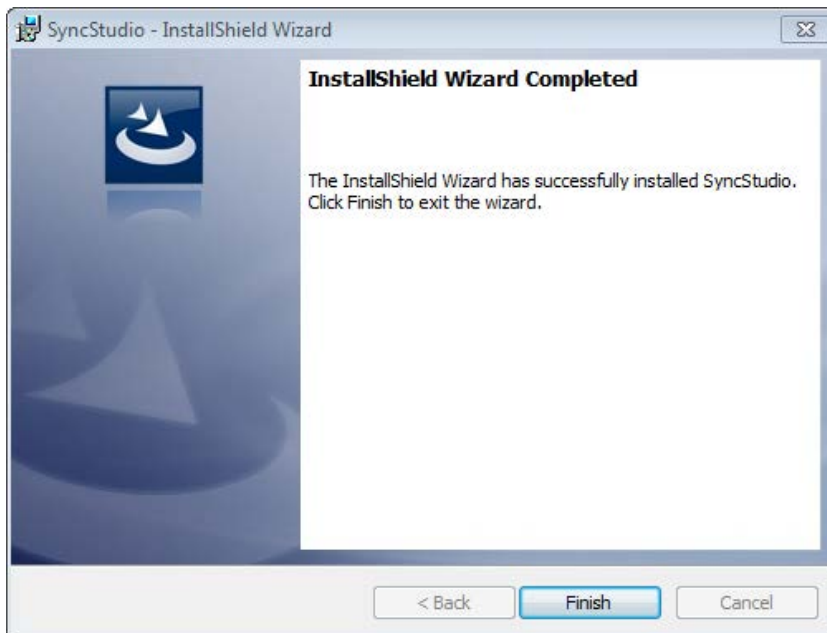 SyncStudio - InstallShield Wizard
InstallShield Wizard Completed
The InstallShield Wizard has successfully installed SyncStudio.
Click Finish to exit the wizard.
< Back
Finish
Cancel